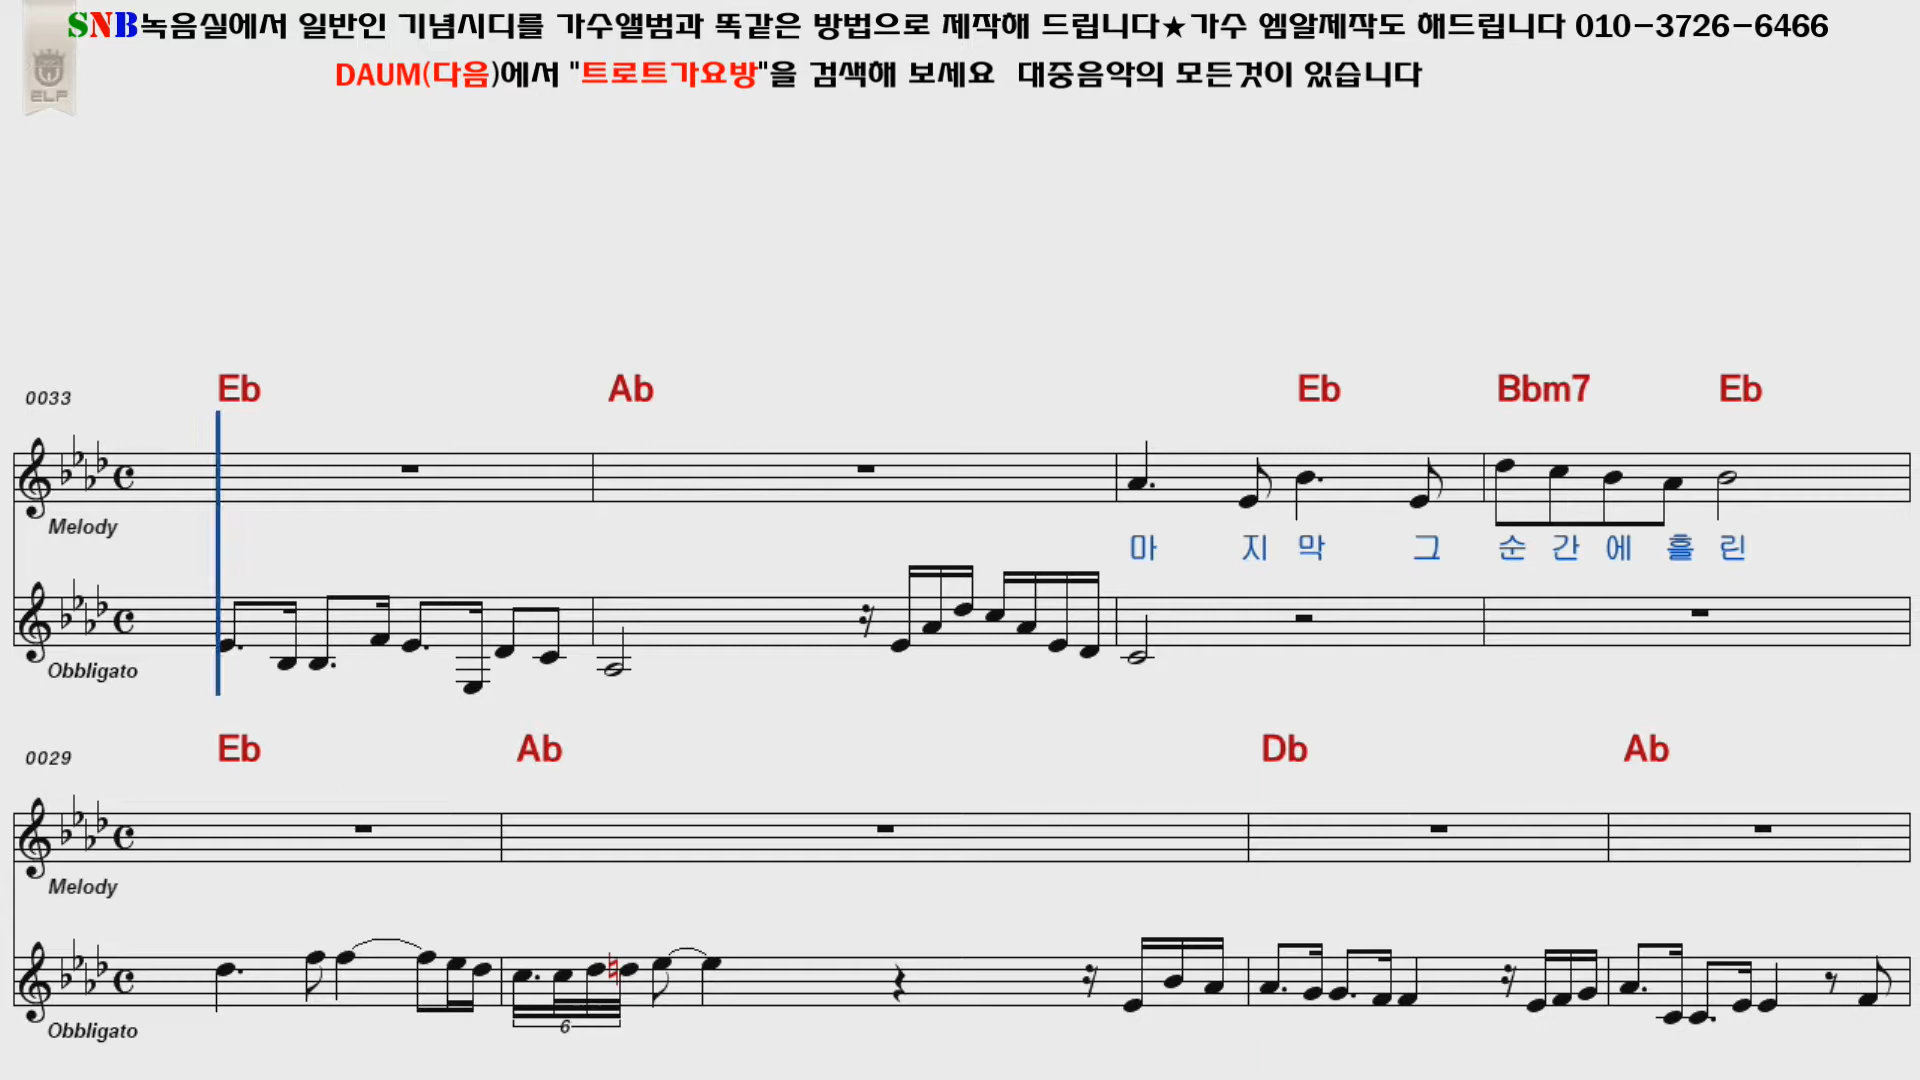 SNB녹음실에서 일반인 기념시디를 가수앨범과 똑같은 방법으로 제작해 드립니다★가수 엠알제작도 해드립니다 010-3726-6466
DAUM(다음)에서 "트로트가요방"을 검색해 보세요 대중음악의 모든것이 있습니다
ELF
0033 Eb Ab Eb Bbm7 Eb
Melody
마 지 막 그 순 간 에 흘 린
Obbligato
0029 Eb Ab Db Ab
Melody
Obbligato
6